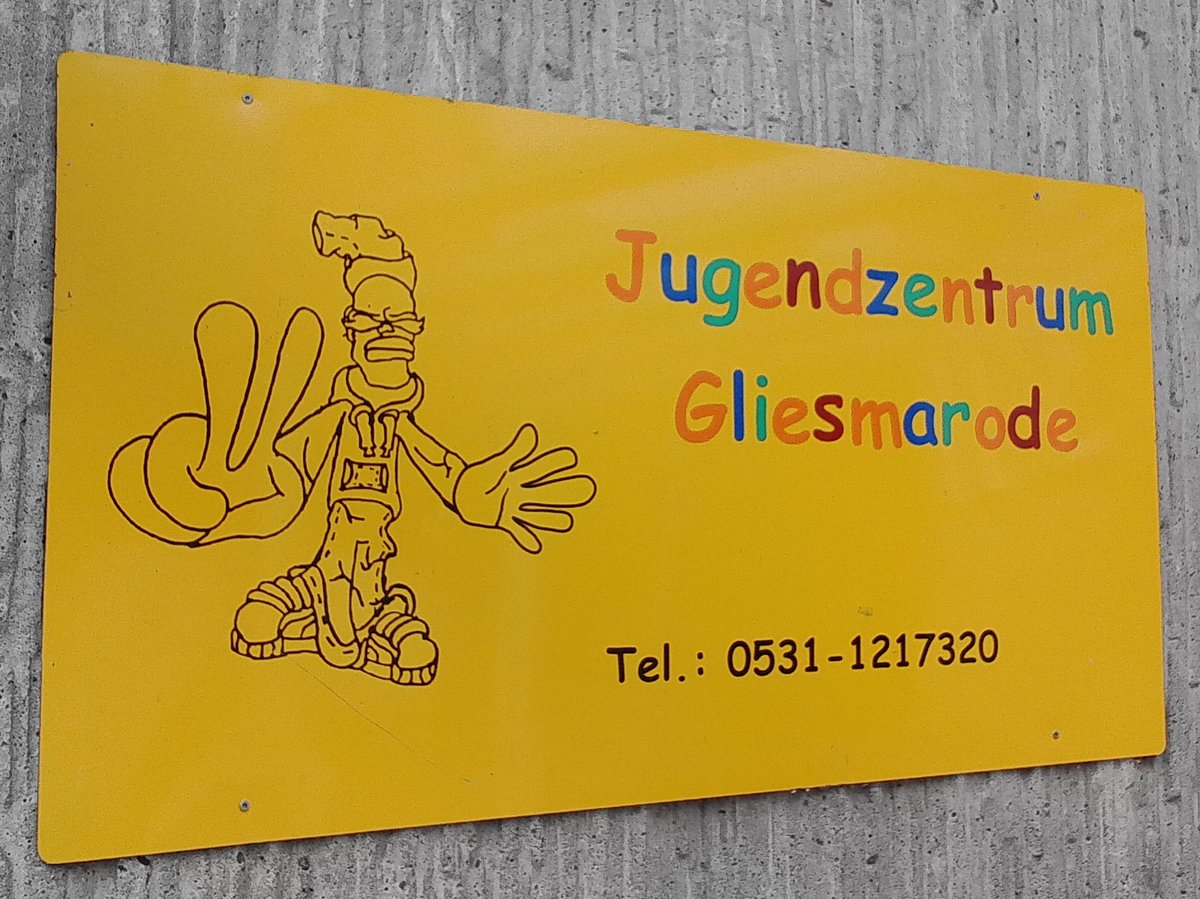 Jugendzentrum
Gliesmarode
Tel.: 0531-1217320